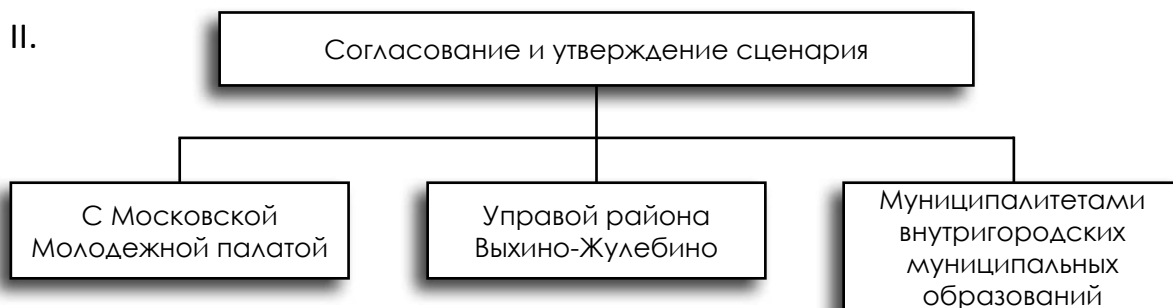 II.
Согласование и утверждение сценария
С Московской
Молодежной палатой
Управой района
Выхино-Жулебино
Муниципалитетами
внутригородских
муниципальных
образований